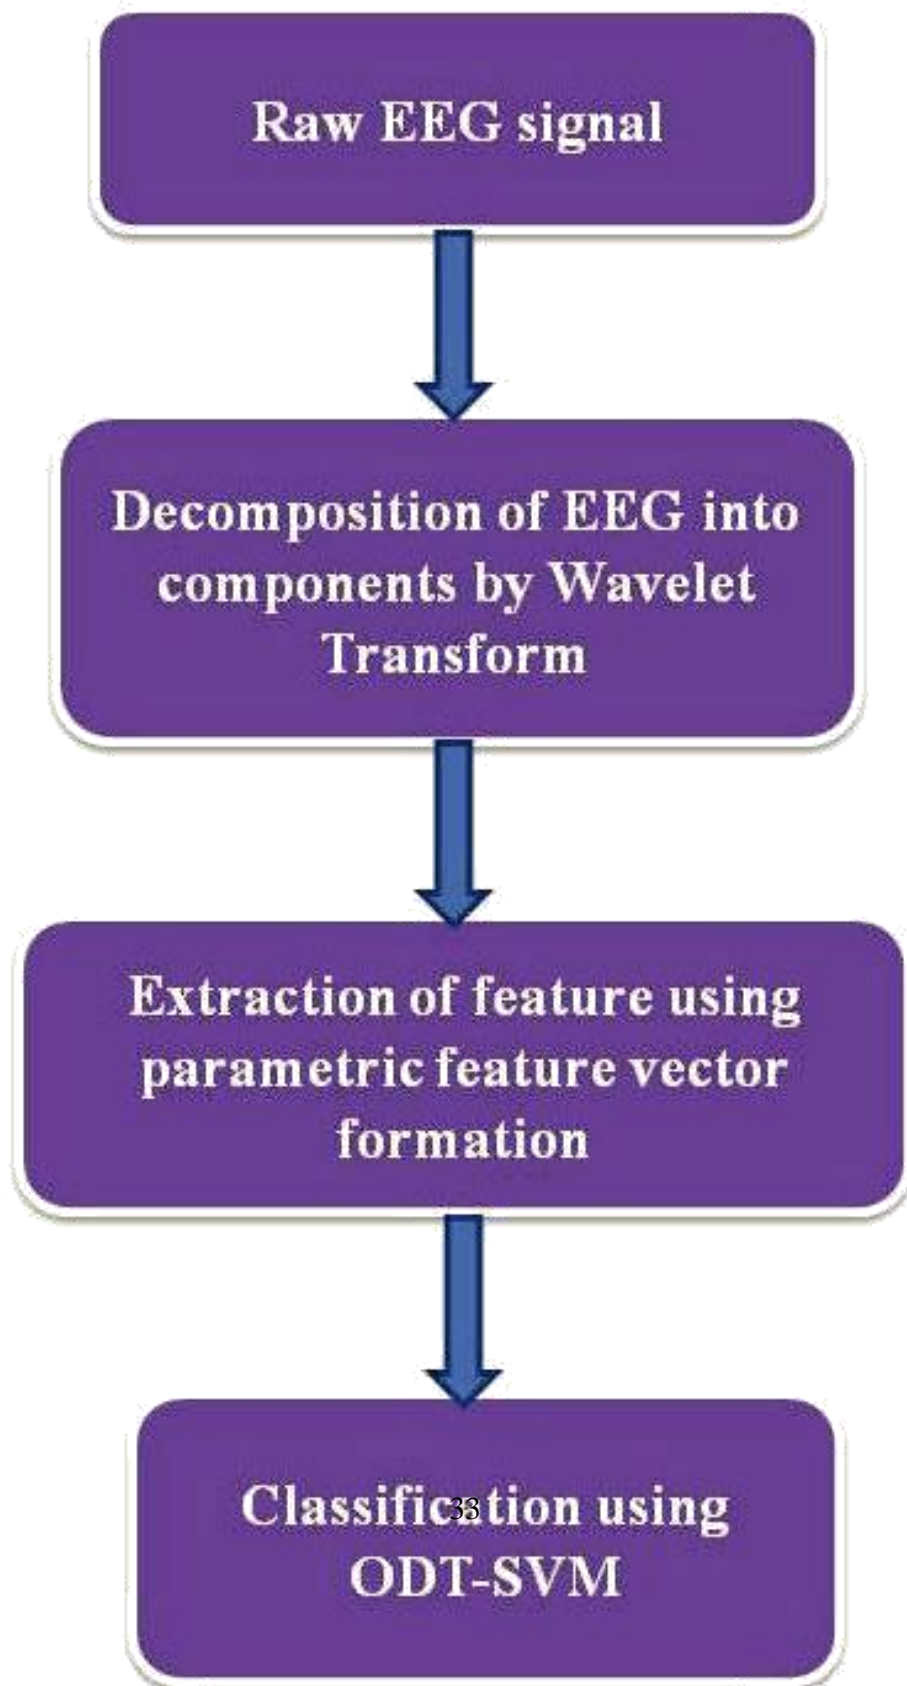 Raw EEG signal
Decomposition of EEG into
components by Wavelet
Transform
Extraction of feature using
parametric feature vector
formation
Classification using
33
ODT-SVM